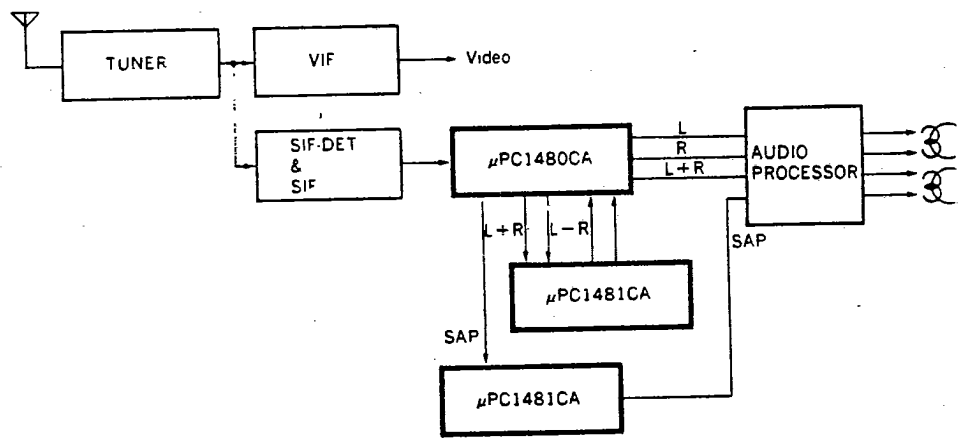 TUNER
VIF
Video
SIF-DET
&
SIF
μPC1480CA
L
R
L+R
AUDIO
PROCESSOR
L+R
L-R
SAP
μPC1481CA
SAP
μPC1481CA